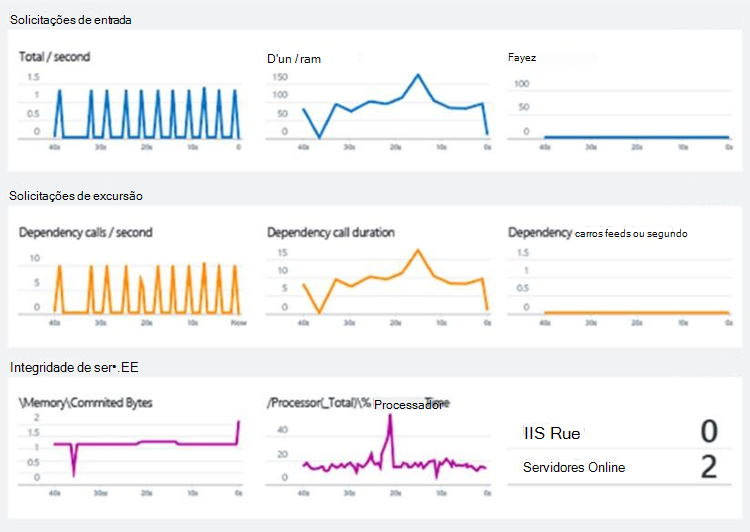 Solicitações de entrada
Total / second
1.5
1
0.5
0
40s 30s 20s 10s 0
D'un / ram
150
100
50
0
40s 30s 20s 10s 0s
Fayez
100
50
0
40s 30s 20s 10s 0s
Solicitações de excursão
Dependency calls / second
10
5
0
40s 30s 20s 10s Now
Dependency call duration
15
10
5
0
40s 30s 20s 10s 0s
Dependency carros feeds ou segundo
1.5
1
0.5
0
40s 30s 20s 10s 0s
Integridade de ser•.EE
\Memory\Commited Bytes
2
1.5
1
0.5
0
40s 30s 20s 10s 0s
/Processor(_Total)\% Processador Time
40
20
0
40s 30s 20s 10s 0s
IIS Rue 0
Servidores Online 2